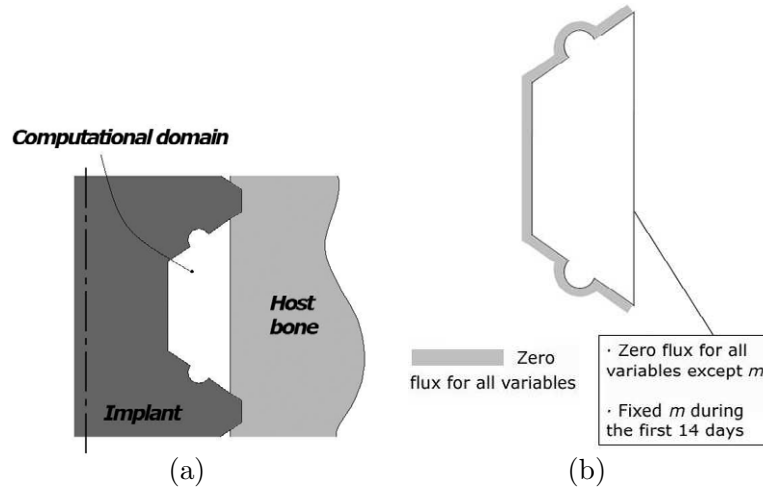 Computational domain
Host
bone
Implant
(a)
Zero
flux for all variables
· Zero flux for all
variables except m
· Fixed m during
the first 14 days
(b)